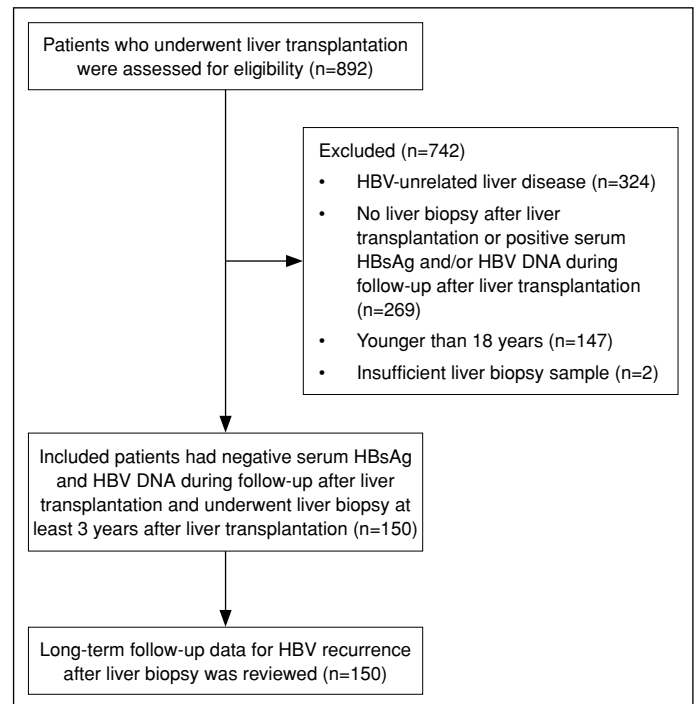 Patients who underwent liver transplantation
were assessed for eligibility (n=892)
Excluded (n=742)
• HBV-unrelated liver disease (n=324)
• No liver biopsy after liver
transplantation or positive serum
HBsAg and/or HBV DNA during
follow-up after liver transplantation
(n=269)
• Younger than 18 years (n=147)
• Insufficient liver biopsy sample (n=2)
Included patients had negative serum HBsAg
and HBV DNA during follow-up after liver
transplantation and underwent liver biopsy at
least 3 years after liver transplantation (n=150)
Long-term follow-up data for HBV recurrence
after liver biopsy was reviewed (n=150)